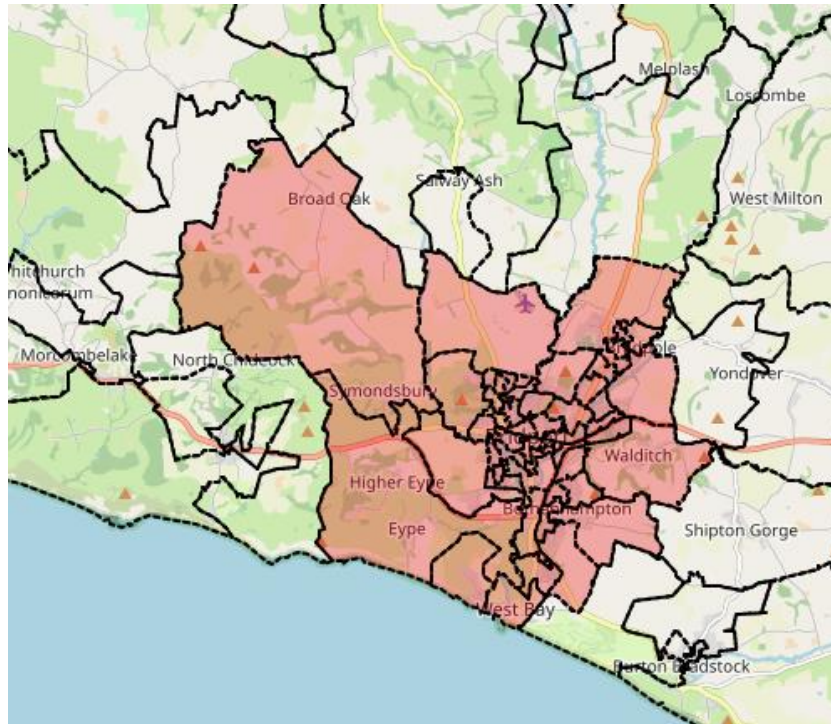 Melplash
Loscombe
Salway Ash
Broad Oak
West Milton
Morcombelake
North Chideock
Yondover
Symondsbury
Walditch
Higher Eype
Eype
Shipton Gorge
West Bay